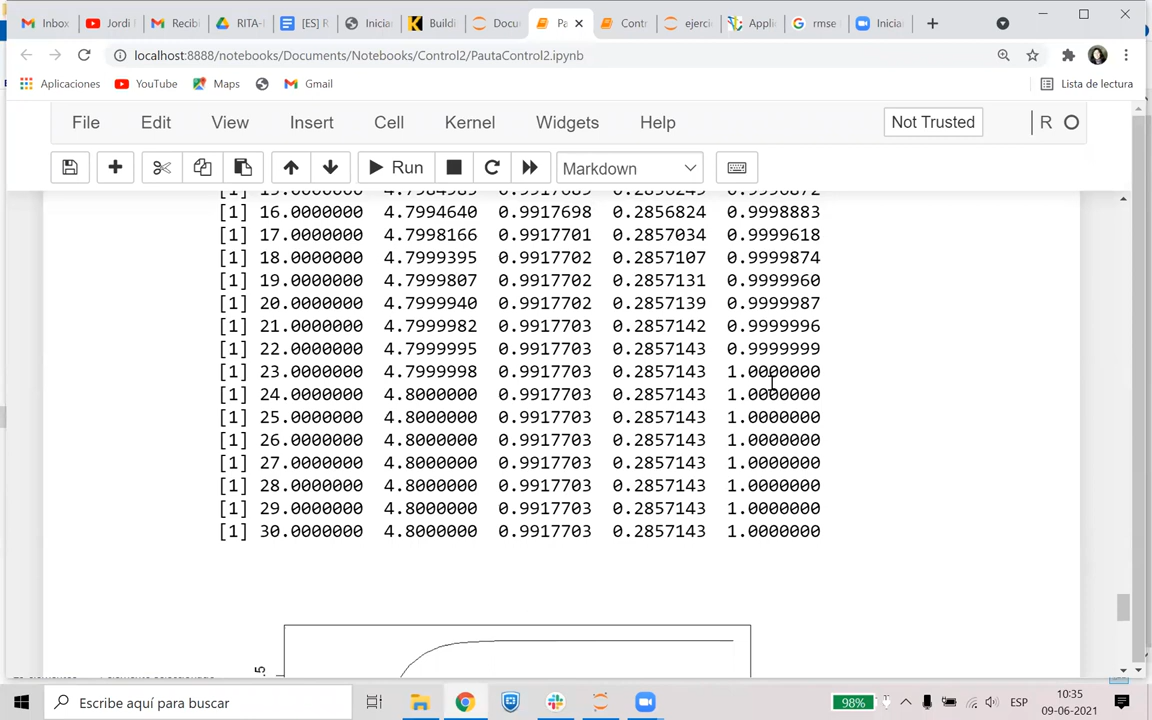 Inbox
Jordi
Recib
RITA-
[ES] R
Iniciar
Buildi
Docu
Pa
Contr
ejerci
Applic
rmse
Inicia
localhost:8888/notebooks/Documents/Notebooks/Control2/PautaControl2.ipynb
Aplicaciones
YouTube
Maps
Gmail
Lista de lectura
File
Edit
View
Insert
Cell
Kernel
Widgets
Help
Not Trusted
R
Run
Markdown
[1] 16.0000000 4.7994640 0.9917698 0.2856824 0.9998883
[1] 17.0000000 4.7998166 0.9917701 0.2857034 0.9999618
[1] 18.0000000 4.7999395 0.9917702 0.2857107 0.9999874
[1] 19.0000000 4.7999807 0.9917702 0.2857131 0.9999960
[1] 20.0000000 4.7999940 0.9917702 0.2857139 0.9999987
[1] 21.0000000 4.7999982 0.9917703 0.2857142 0.9999996
[1] 22.0000000 4.7999995 0.9917703 0.2857143 0.9999999
[1] 23.0000000 4.7999998 0.9917703 0.2857143 1.0000000
[1] 24.0000000 4.8000000 0.9917703 0.2857143 1.0000000
[1] 25.0000000 4.8000000 0.9917703 0.2857143 1.0000000
[1] 26.0000000 4.8000000 0.9917703 0.2857143 1.0000000
[1] 27.0000000 4.8000000 0.9917703 0.2857143 1.0000000
[1] 28.0000000 4.8000000 0.9917703 0.2857143 1.0000000
[1] 29.0000000 4.8000000 0.9917703 0.2857143 1.0000000
[1] 30.0000000 4.8000000 0.9917703 0.2857143 1.0000000
.5
Escribe aquí para buscar
98%
ESP
10:35
09-06-2021